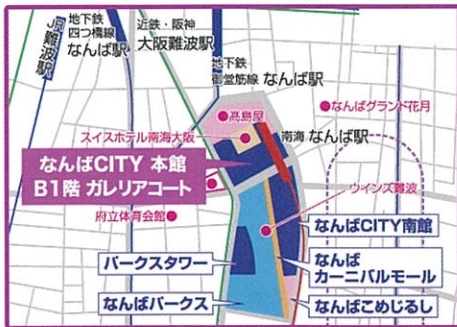 JR難波駅
地下鉄
四つ橋線
なんば駅
近鉄・阪神
大阪難波駅
地下鉄
御堂筋線 なんば駅
髙島屋
なんばグランド花月
スイスホテル南海大阪
南海 なんば駅
なんばCITY 本館
B1階 ガレリアコート
府立体育会館
ウインズ難波
なんばCITY南館
パークスタワー
なんば
カーニバルモール
なんばパークス
なんばこめじるし